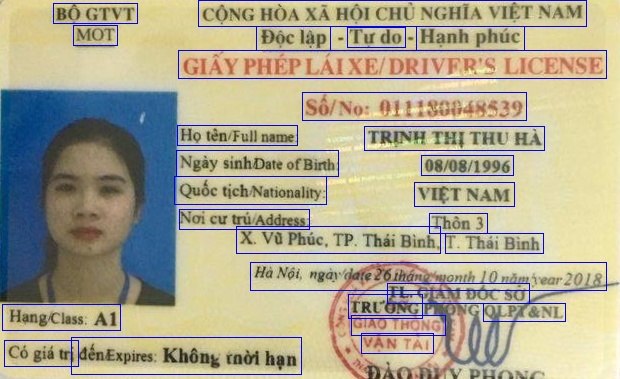 BỘ GTVT
MOT
CỘNG HÒA XÃ HỘI CHỦ NGHĨA VIỆT NAM
Độc lập - Tự do - Hạnh phúc
GIẤY PHÉP LÁI XE/DRIVER'S LICENSE
Số/No: 011180048539
Họ tên/Full name: TRỊNH THỊ THU HÀ
Ngày sinh/Date of Birth: 08/08/1996
Quốc tịch/Nationality: VIỆT NAM
Nơi cư trú/Address: Thôn 3
X. Vũ Phúc, TP. Thái Bình, T. Thái Bình
Hà Nội, ngày/date 26 tháng/month 10 năm/year 2018
TL. GIÁM ĐỐC SỞ
TRƯỞNG PHÒNG QLPT&NL
GIAO THÔNG
VẬN TẢI
Hạng/Class: A1
Có giá trị đến/Expires: Không thời hạn
ĐÀO DUY PHONG